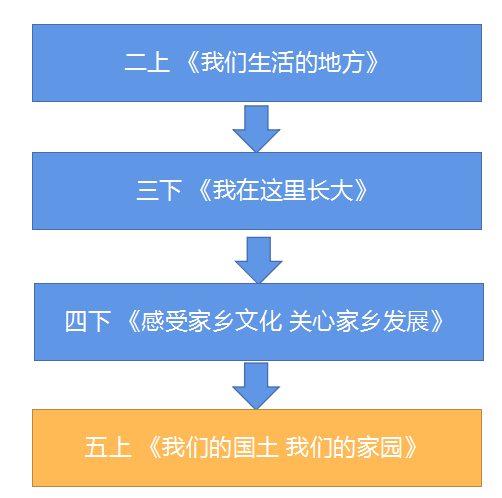 二上 《我们生活的地方》
三下 《我在这里长大》
四下 《感受家乡文化 关心家乡发展》
五上 《我们的国土 我们的家园》